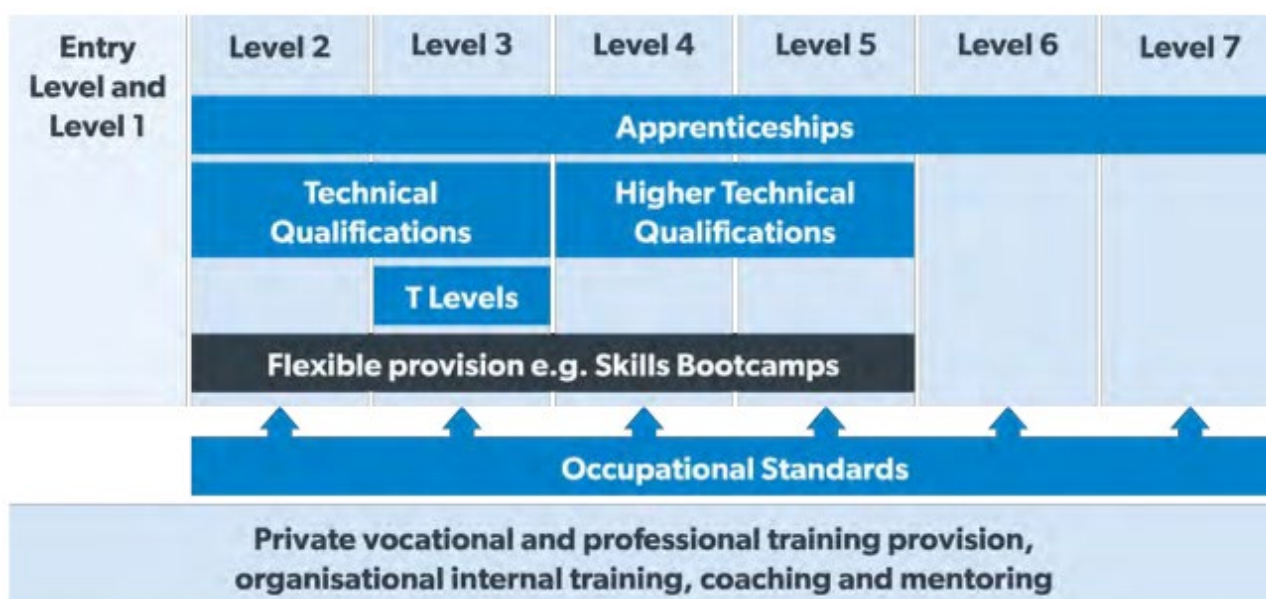 Entry
Level and
Level 1
Level 2
Level 3
Level 4
Level 5
Level 6
Level 7
Apprenticeships
Technical
Qualifications
Higher Technical
Qualifications
T Levels
Flexible provision e.g. Skills Bootcamps
Occupational Standards
Private vocational and professional training provision,
organisational internal training, coaching and mentoring